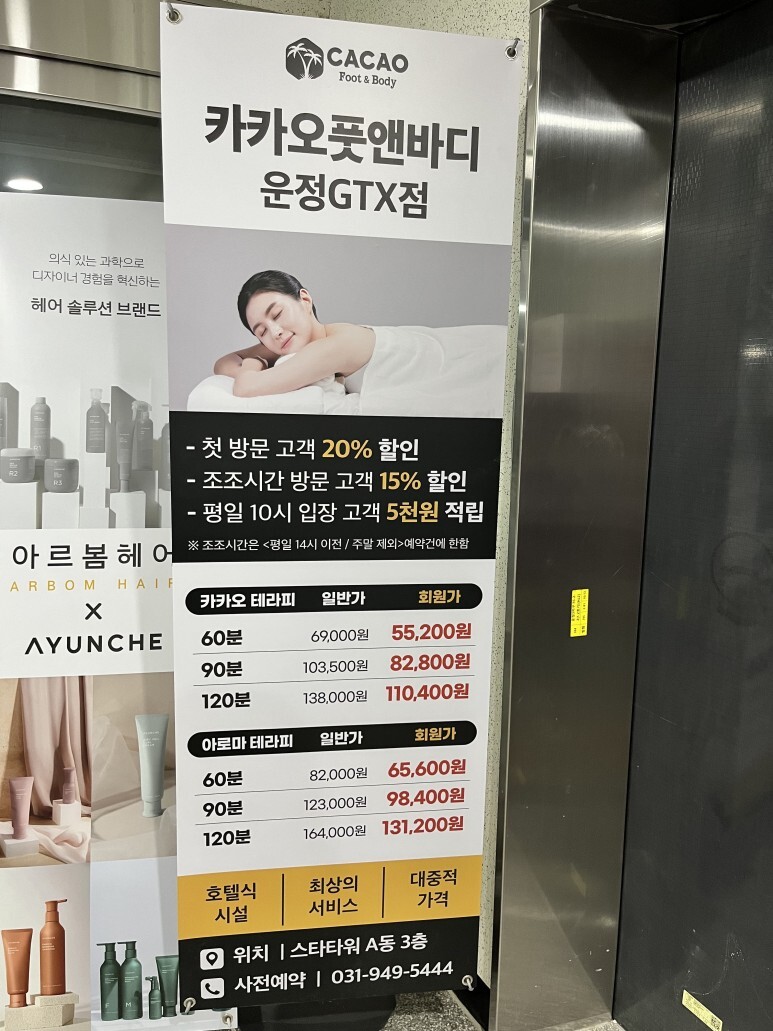 CACAO
Foot & Body
카카오풋앤바디
운정GTX점
- 첫 방문 고객 20% 할인
- 조조시간 방문 고객 15% 할인
- 평일 10시 입장 고객 5천원 적립
※ 조조시간은 <평일 14시 이전 / 주말 제외>예약건에 한함
카카오 테라피 일반가 회원가
60분 69,000원 55,200원
90분 103,500원 82,800원
120분 138,000원 110,400원
아로마 테라피 일반가 회원가
60분 82,000원 65,600원
90분 123,000원 98,400원
120분 164,000원 131,200원
호텔식 최상의 대중적
시설 서비스 가격
위치 | 스타타워 A동 3층
사전예약 | 031-949-5444
의식 있는 과학으로
디자이너 경험을 혁신하는
헤어 솔루션 브랜드
R2
R3
아르봄헤어
ARBOM HAIR
X
AYUNCHE